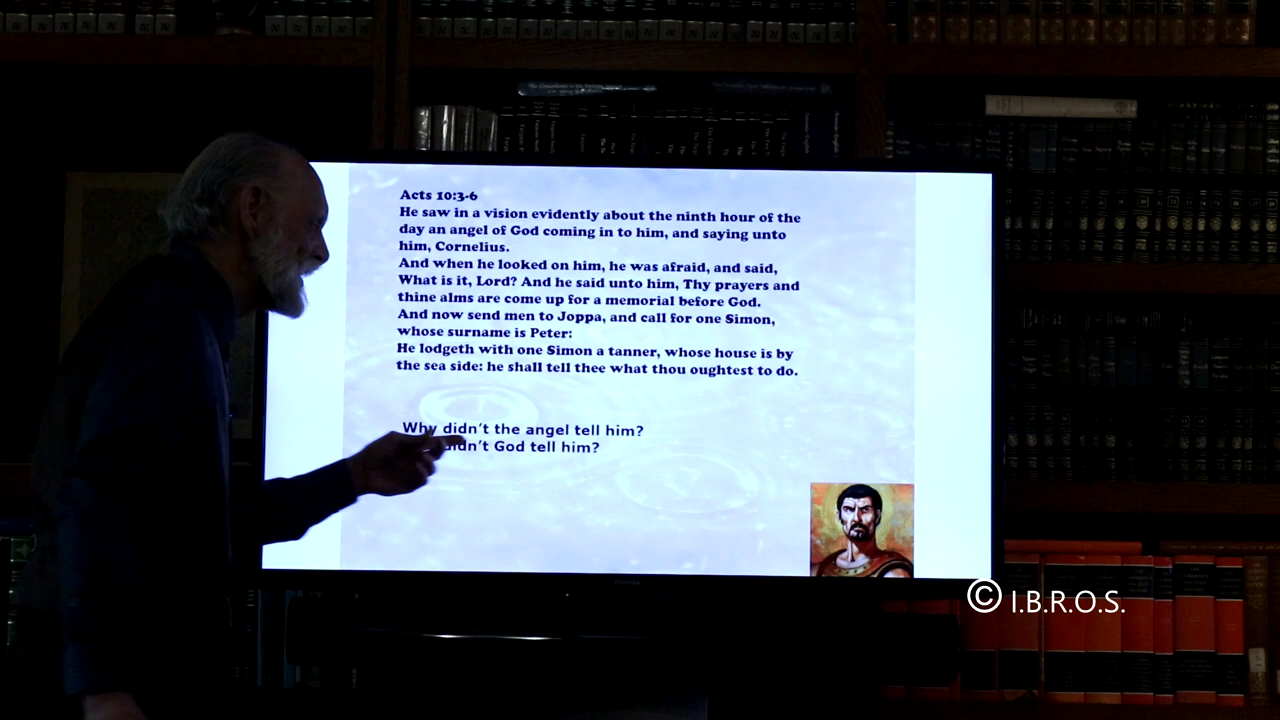 Acts 10:3-6
He saw in a vision evidently about the ninth hour of the
day an angel of God coming in to him, and saying unto
him, Cornelius.
And when he looked on him, he was afraid, and said,
What is it, Lord? And he said unto him, Thy prayers and
thine alms are come up for a memorial before God.
And now send men to Joppa, and call for one Simon,
whose surname is Peter:
He lodgeth with one Simon a tanner, whose house is by
the sea side: he shall tell thee what thou oughtest to do.
Why didn't the angel tell him?
didn't God tell him?
TOSHIBA
© I.B.R.O.S.